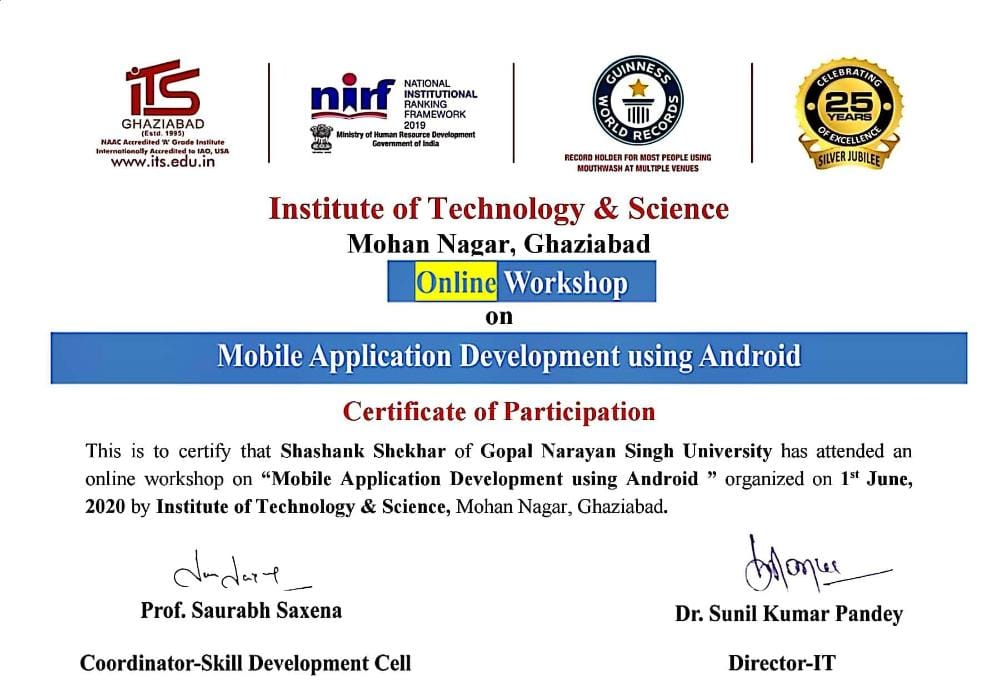 iTS
GHAZIABAD
(Estd. 1995)
NAAC Accredited 'A' Grade Institute
Internationally Accredited to IAO, USA
www.its.edu.in
nirf
NATIONAL
INSTITUTIONAL
RANKING
FRAMEWORK
2019
Ministry of Human Resource Development
Government of India
GUINNESS
WORLD RECORDS
RECORD HOLDER FOR MOST PEOPLE USING
MOUTHWASH AT MULTIPLE VENUES
CELEBRATING
25
YEARS
OF EXCELLENCE
SILVER JUBILEE
Institute of Technology & Science
Mohan Nagar, Ghaziabad
Online Workshop
on
Mobile Application Development using Android
Certificate of Participation
This is to certify that Shashank Shekhar of Gopal Narayan Singh University has attended an
online workshop on “Mobile Application Development using Android ” organized on 1st June,
2020 by Institute of Technology & Science, Mohan Nagar, Ghaziabad.
Prof. Saurabh Saxena
Dr. Sunil Kumar Pandey
Coordinator-Skill Development Cell
Director-IT